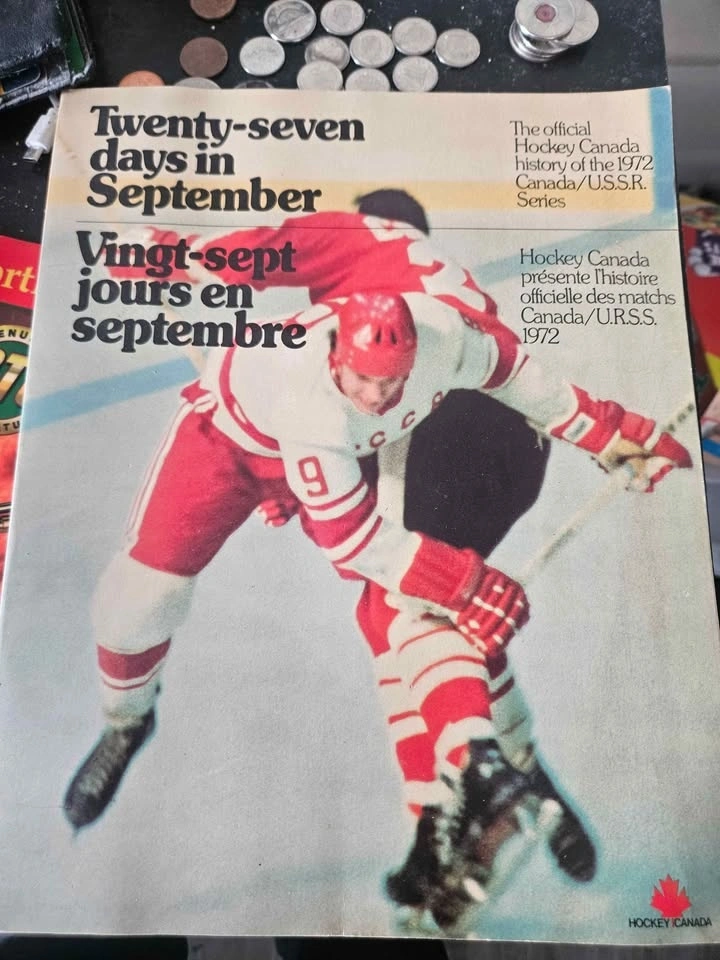 Twenty-seven
days in
September
The official
Hockey Canada
history of the 1972
Canada/U.S.S.R.
Series
Vingt-sept
jours en
septembre
Hockey Canada
présente l'histoire
officielle des matchs
Canada/U.R.S.S.
1972
C C C
9
HOCKEY CANADA